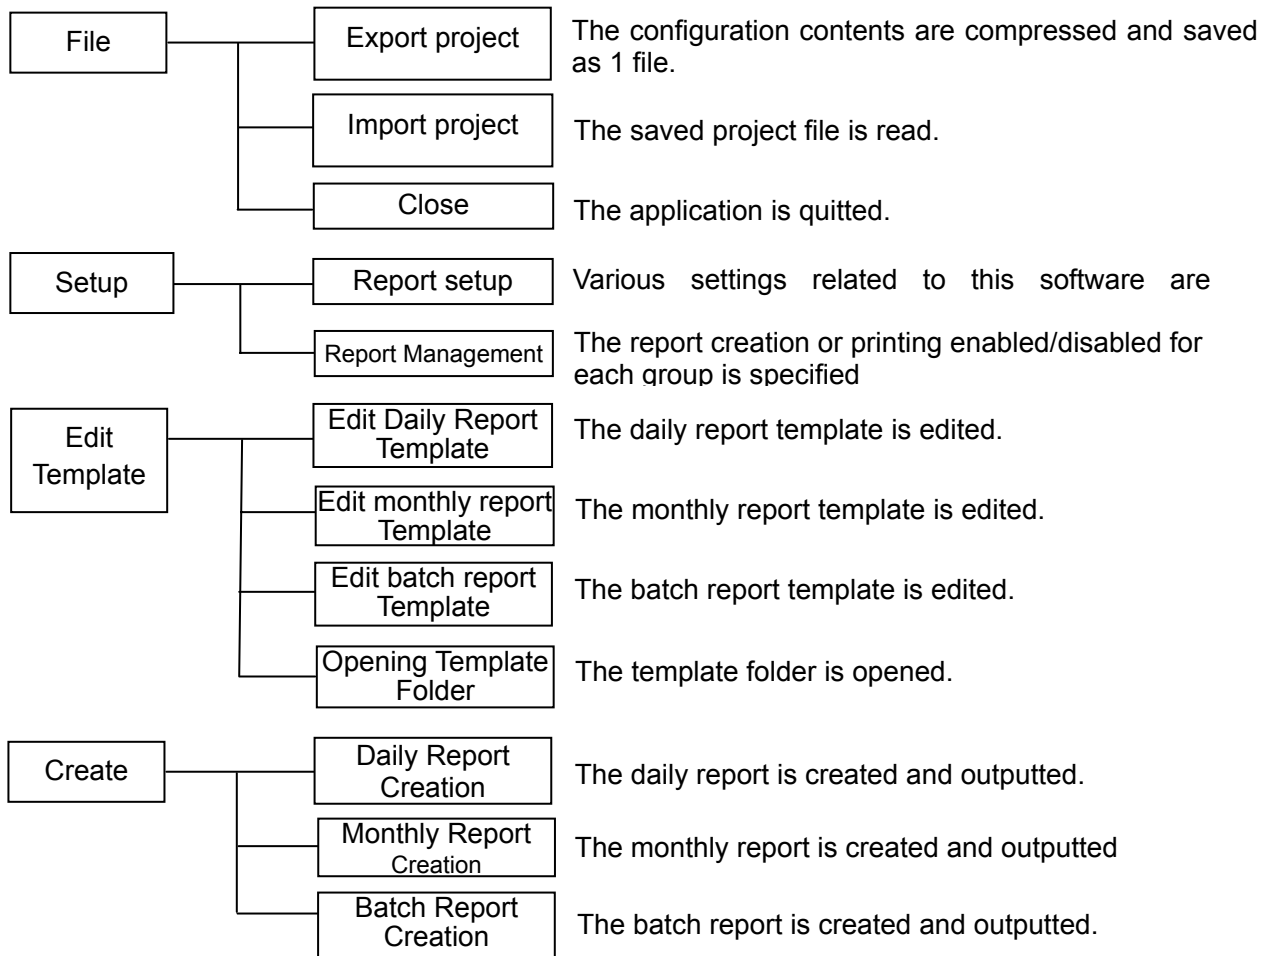 File
Export project
The configuration contents are compressed and saved
as 1 file.
Import project
The saved project file is read.
Close
The application is quitted.
Setup
Report setup
Various settings related to this software are
Report Management
The report creation or printing enabled/disabled for
each group is specified
Edit
Template
Edit Daily Report
Template
The daily report template is edited.
Edit monthly report
Template
The monthly report template is edited.
Edit batch report
Template
The batch report template is edited.
Opening Template
Folder
The template folder is opened.
Create
Daily Report
Creation
The daily report is created and outputted.
Monthly Report
Creation
The monthly report is created and outputted
Batch Report
Creation
The batch report is created and outputted.